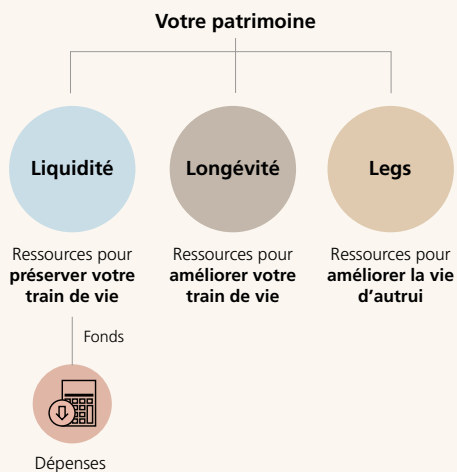 Votre patrimoine
Liquidité
Longévité
Legs
Ressources pour
préserver votre
train de vie
Ressources pour
améliorer votre
train de vie
Ressources pour
améliorer la vie
d'autrui
Fonds
Dépenses